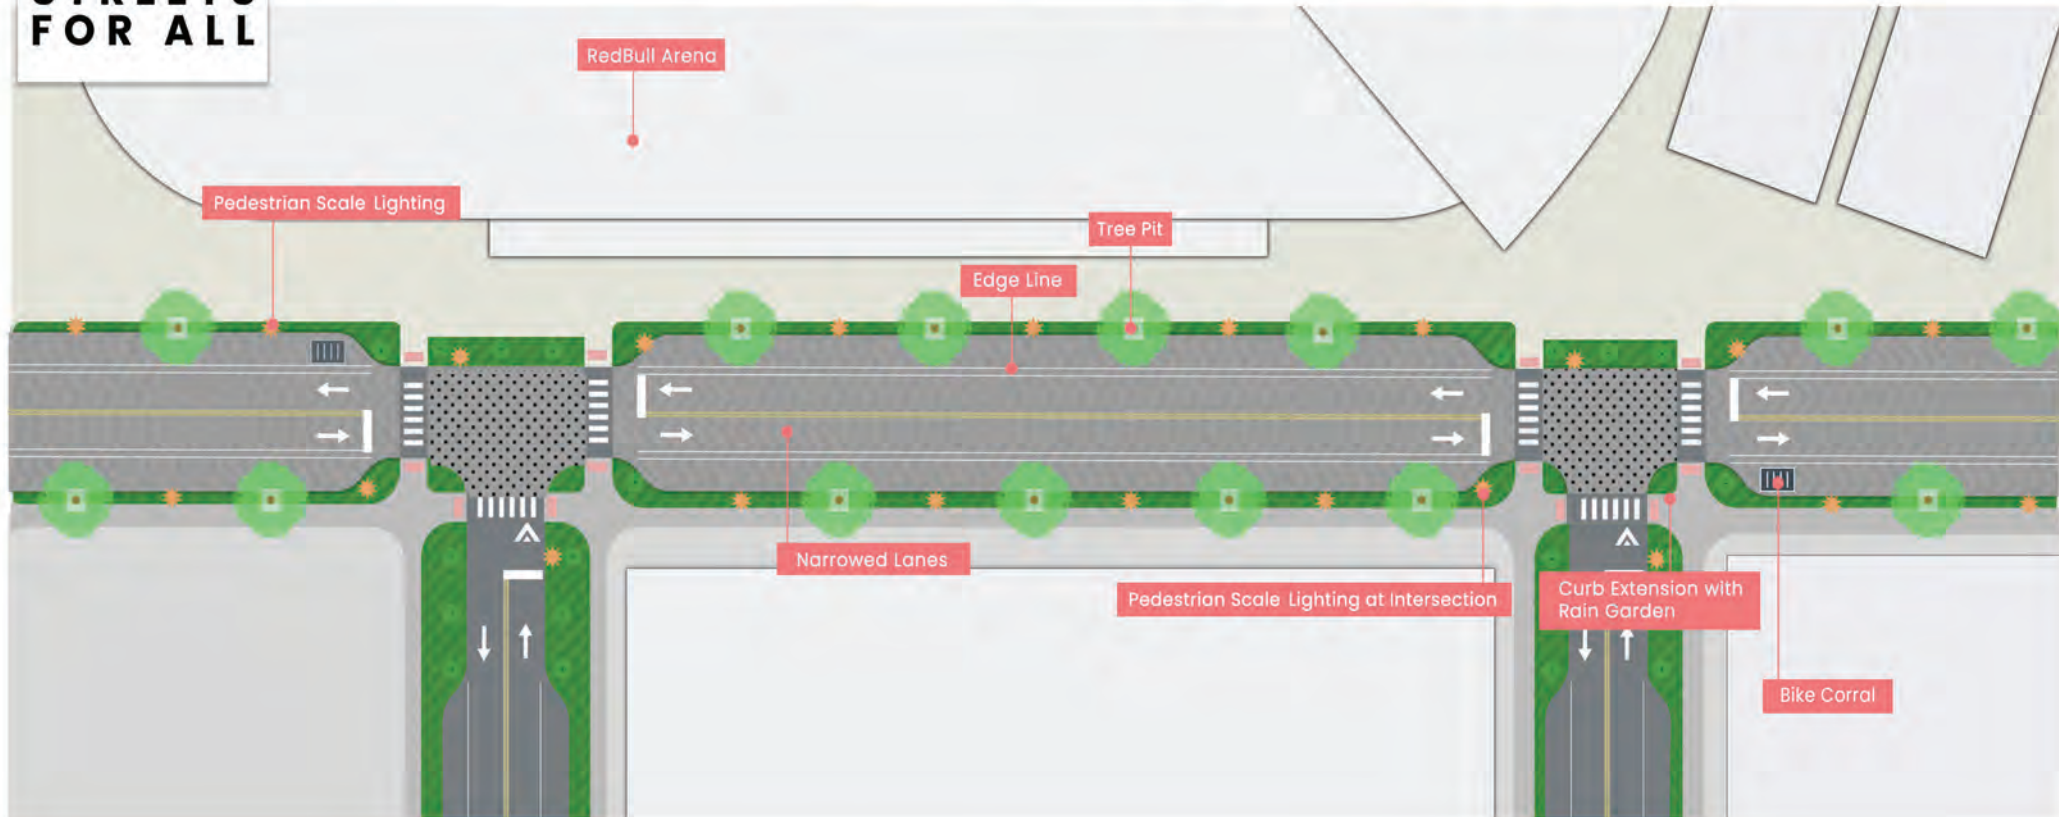 STREETS
FOR ALL
RedBull Arena
Pedestrian Scale Lighting
Tree Pit
Edge Line
Narrowed Lanes
Pedestrian Scale Lighting at Intersection
Curb Extension with
Rain Garden
Bike Corral